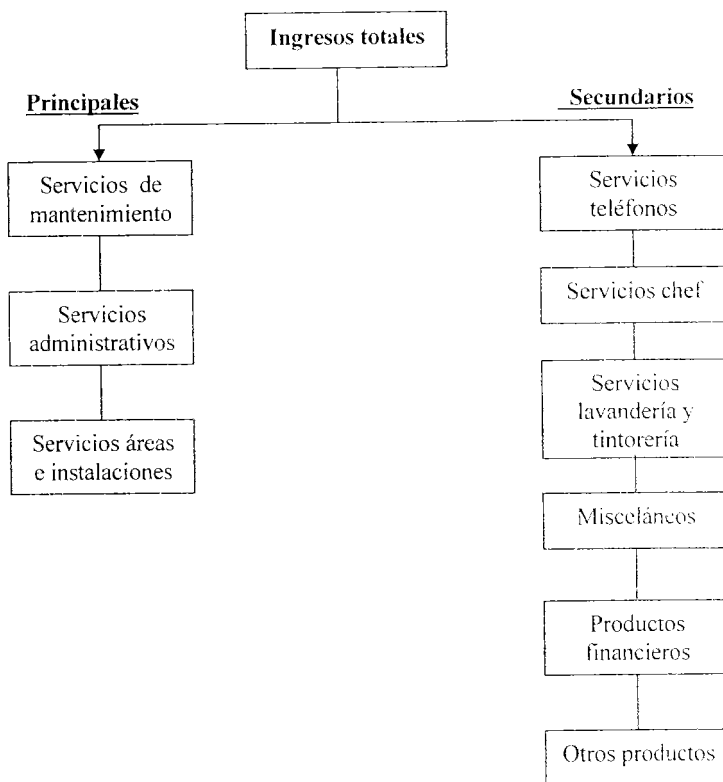 Ingresos totales
Principales
Servicios de
mantenimiento
Servicios
administrativos
Servicios áreas
e instalaciones
Secundarios
Servicios
teléfonos
Servicios chef
Servicios
lavandería y
tintorería
Misceláneos
Productos
financieros
Otros productos